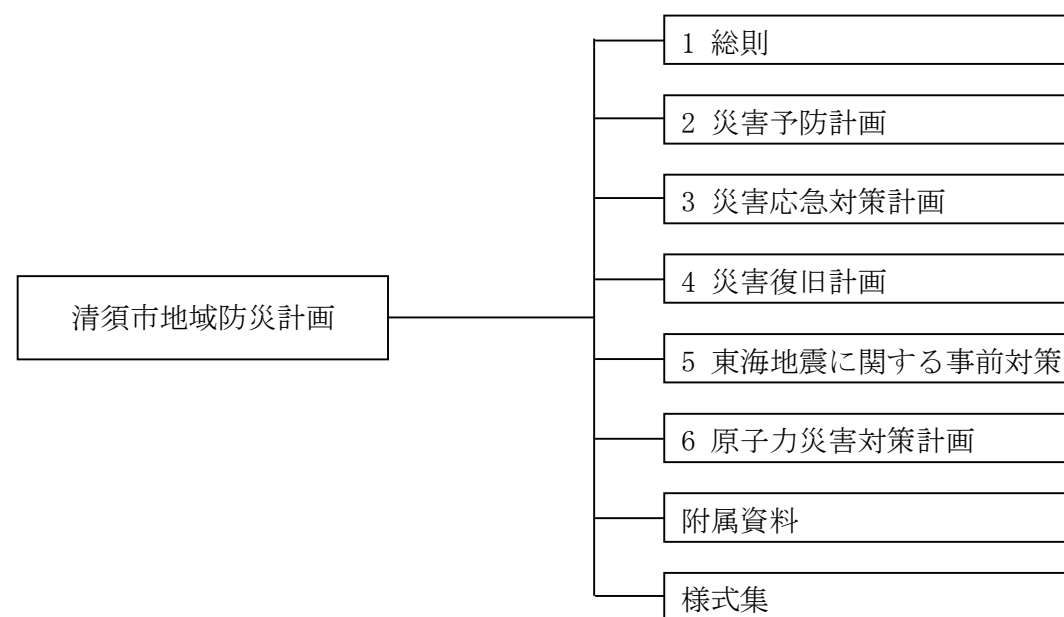 清須市地域防災計画
1 総則
2 災害予防計画
3 災害応急対策計画
4 災害復旧計画
5 東海地震に関する事前対策
6 原子力災害対策計画
附属資料
様式集